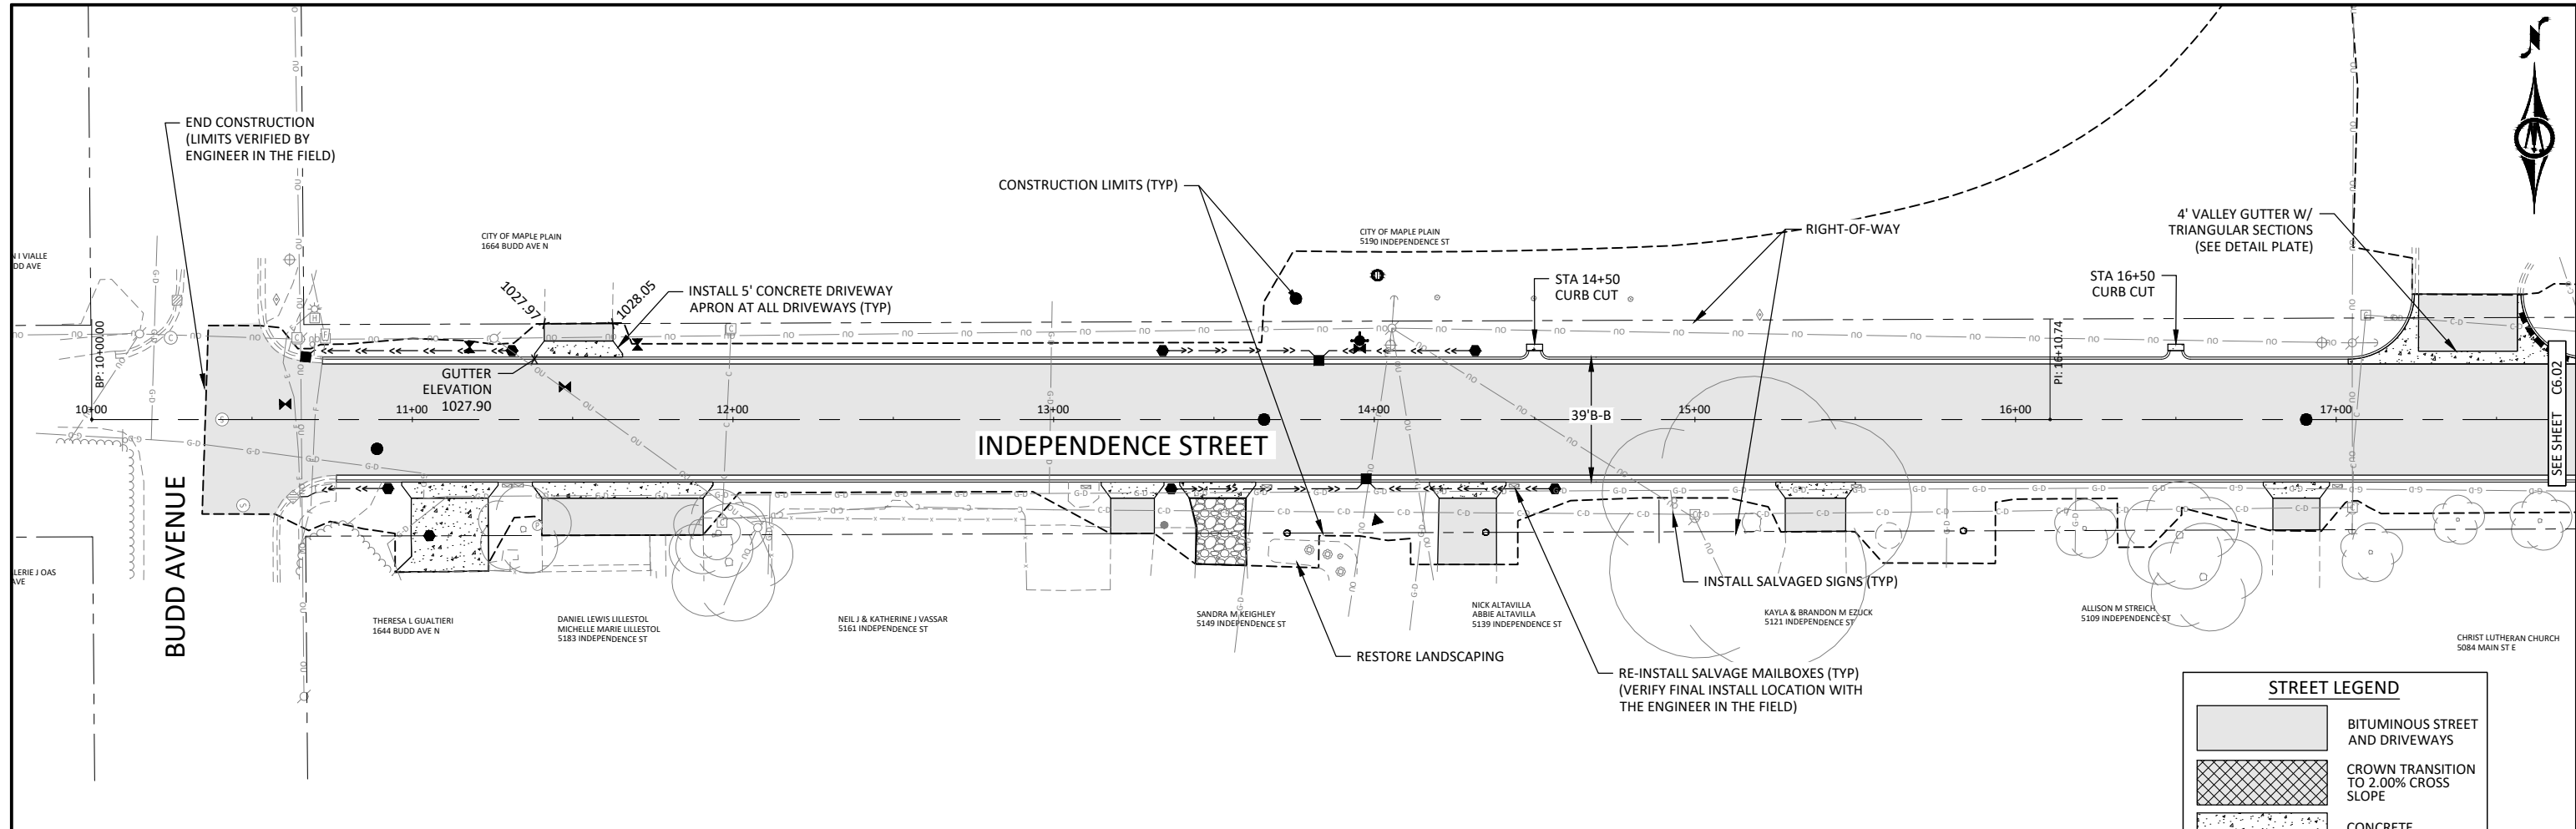 END CONSTRUCTION
(LIMITS VERIFIED BY
ENGINEER IN THE FIELD)
CITY OF MAPLE PLAIN
1664 BUDD AVE N
1027.97
1028.05
INSTALL 5' CONCRETE DRIVEWAY
APRON AT ALL DRIVEWAYS (TYP)
CONSTRUCTION LIMITS (TYP)
CITY OF MAPLE PLAIN
5190 INDEPENDENCE ST
RIGHT-OF-WAY
STA 14+50
CURB CUT
4' VALLEY GUTTER W/
TRIANGULAR SECTIONS
(SEE DETAIL PLATE)
STA 16+50
CURB CUT
N
I VIALLE
DD AVE
BP: 10+00.00
GUTTER
ELEVATION
1027.90
PI: 16+10.74
10+00
11+00
12+00
13+00
14+00
15+00
16+00
17+00
39'B-B
INDEPENDENCE STREET
SEE SHEET C6.02
BUDD AVENUE
LERIE J OAS
AVE
THERESA L GUALTIERI
1644 BUDD AVE N
DANIEL LEWIS LILLESTOL
MICHELLE MARIE LILLESTOL
5183 INDEPENDENCE ST
NEIL J & KATHERINE J VASSAR
5161 INDEPENDENCE ST
SANDRA M KEIGHLEY
5149 INDEPENDENCE ST
NICK ALTAVILLA
ABBIE ALTAVILLA
5139 INDEPENDENCE ST
KAYLA & BRANDON M EZUCK
5121 INDEPENDENCE ST
ALLISON M STREICH
5109 INDEPENDENCE ST
CHRIST LUTHERAN CHURCH
5084 MAIN ST E
INSTALL SALVAGED SIGNS (TYP)
RESTORE LANDSCAPING
RE-INSTALL SALVAGE MAILBOXES (TYP)
(VERIFY FINAL INSTALL LOCATION WITH
THE ENGINEER IN THE FIELD)
STREET LEGEND
BITUMINOUS STREET
AND DRIVEWAYS
CROWN TRANSITION
TO 2.00% CROSS
SLOPE
CONCRETE